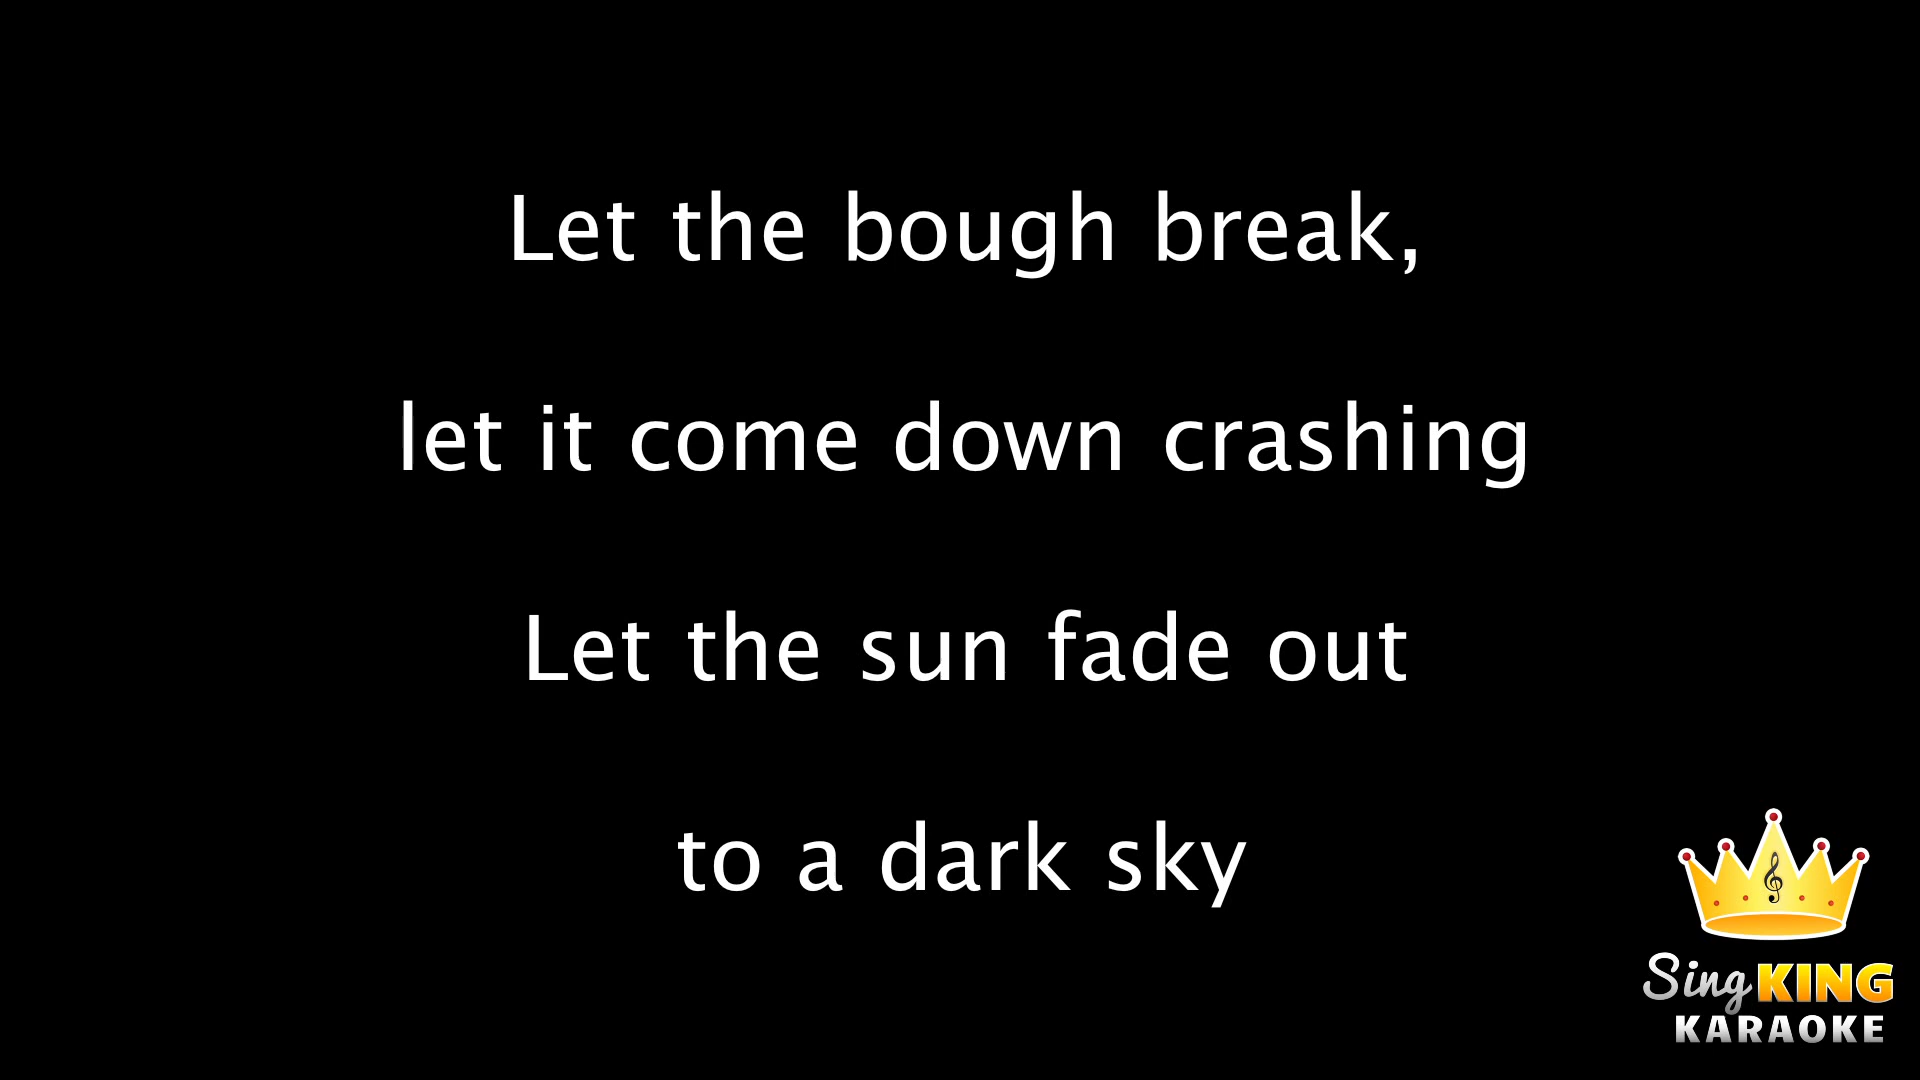 Let the bough break,
let it come down crashing
Let the sun fade out
to a dark sky
Sing KING
KARAOKE